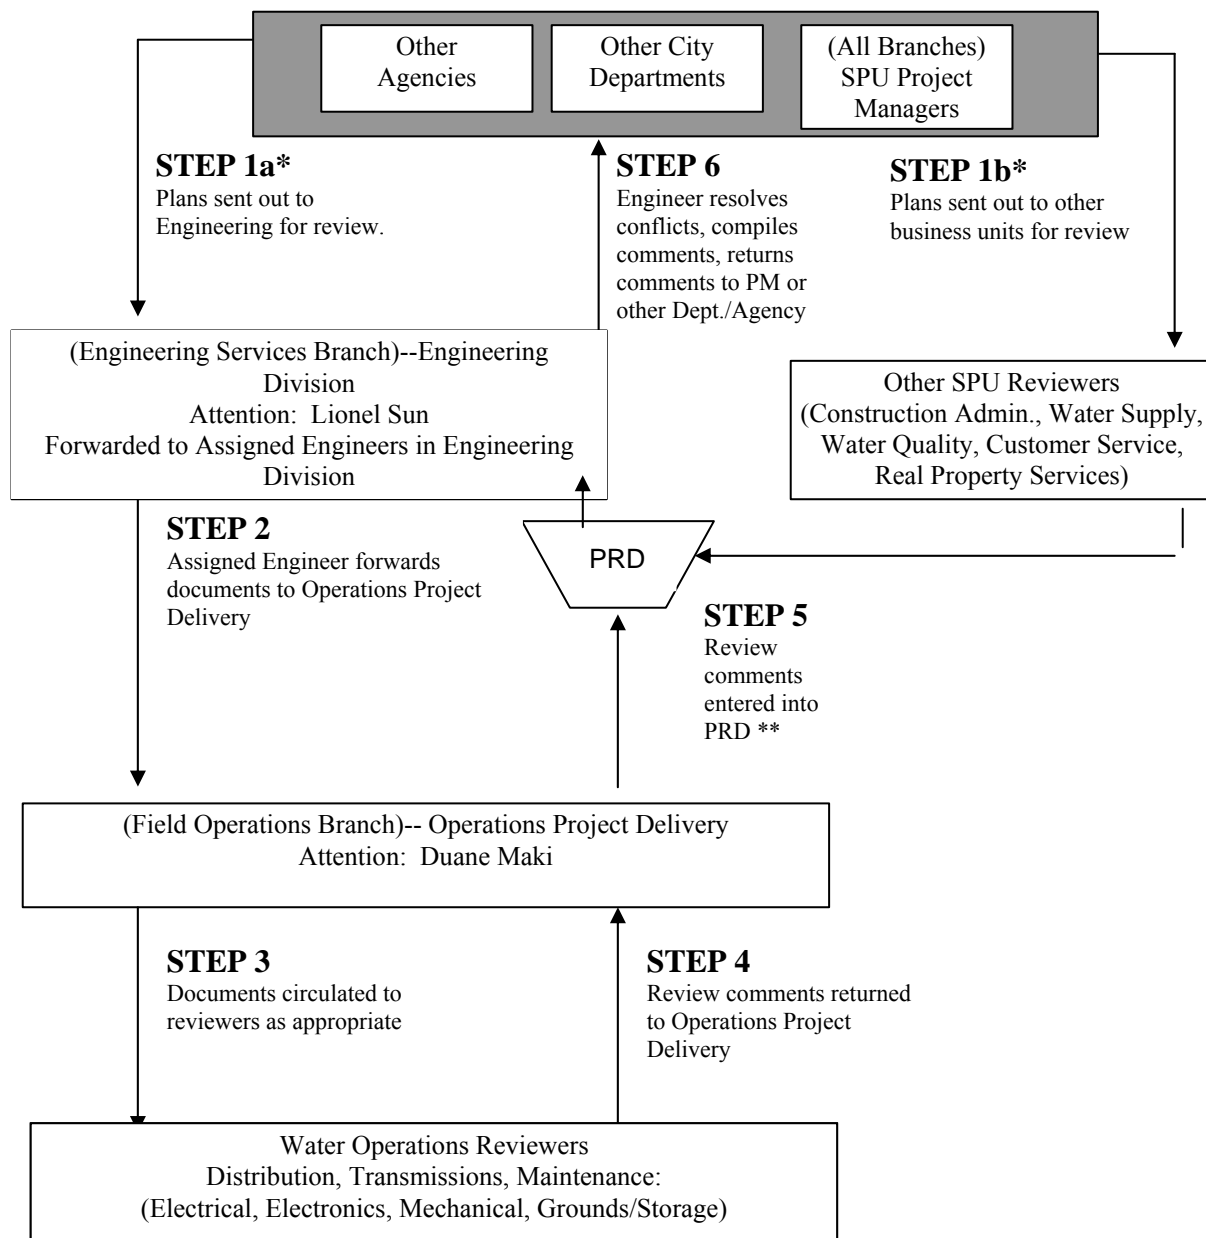 Other
Agencies
Other City
Departments
(All Branches)
SPU Project
Managers
STEP 1a*
Plans sent out to
Engineering for review.
STEP 6
Engineer resolves
conflicts, compiles
comments, returns
comments to PM or
other Dept./Agency
STEP 1b*
Plans sent out to other
business units for review
(Engineering Services Branch)--Engineering
Division
Attention:  Lionel Sun
Forwarded to Assigned Engineers in Engineering
Division
Other SPU Reviewers
(Construction Admin., Water Supply,
Water Quality, Customer Service,
Real Property Services)
STEP 2
Assigned Engineer forwards
documents to Operations Project
Delivery
PRD
STEP 5
Review
comments
entered into
PRD **
(Field Operations Branch)-- Operations Project Delivery
Attention:  Duane Maki
STEP 3
Documents circulated to
reviewers as appropriate
STEP 4
Review comments returned
to Operations Project
Delivery
Water Operations Reviewers
Distribution, Transmissions, Maintenance:
(Electrical, Electronics, Mechanical, Grounds/Storage)